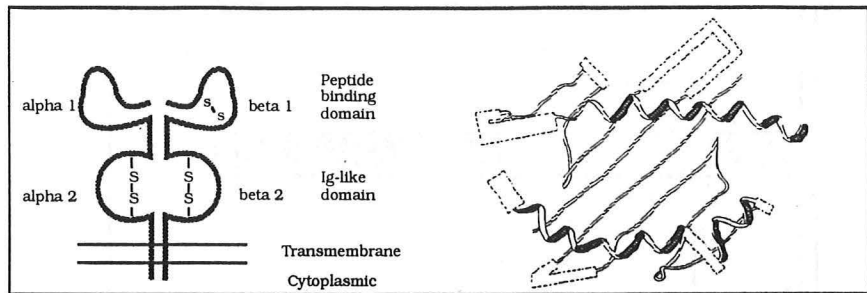 alpha 1
S
S
beta 1
Peptide
binding
domain
alpha 2
S
S
S
S
beta 2
Ig-like
domain
Transmembrane
Cytoplasmic